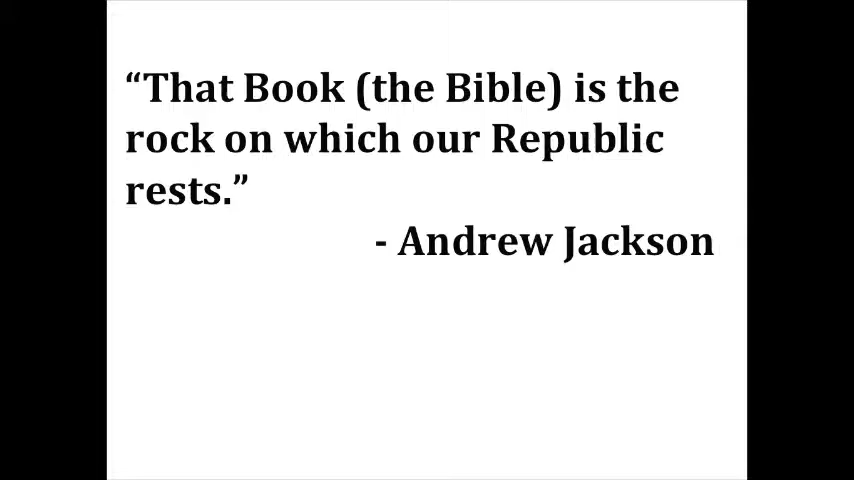 “That Book (the Bible) is the
rock on which our Republic
rests.”
- Andrew Jackson